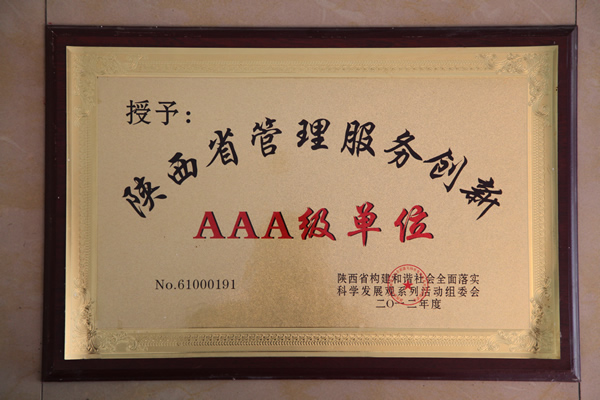 授予：
陕西省管理服务创新
AAA级单位
No.61000191
陕西省构建和谐社会全面落实
科学发展观系列活动组委会
二〇一二年度